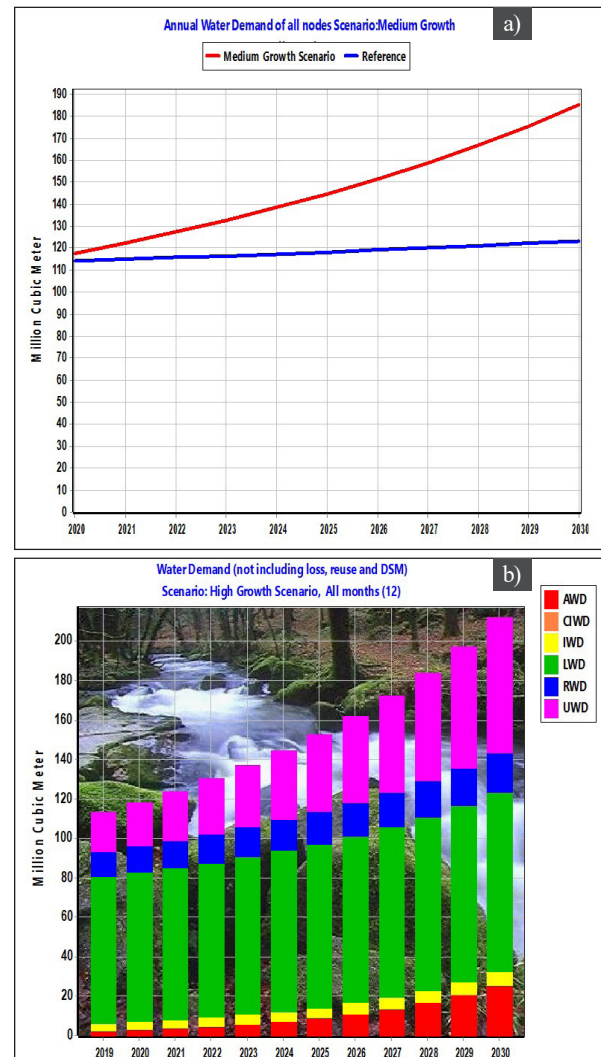 Annual Water Demand of all nodes Scenario:Medium Growth
a)
Medium Growth Scenario Reference
190
180
170
160
150
140
130
120
110
100
90
80
70
60
50
40
30
20
10
0
Million Cubic Meter
2020 2021 2022 2023 2024 2025 2026 2027 2028 2029 2030
Water Demand (not including loss, reuse and DSM)
Scenario: High Growth Scenario, All months (12)
b)
AWD
CIWD
IWD
LWD
RWD
UWD
200
180
160
140
120
100
80
60
40
20
0
Million Cubic Meter
2019 2020 2021 2022 2023 2024 2025 2026 2027 2028 2029 2030